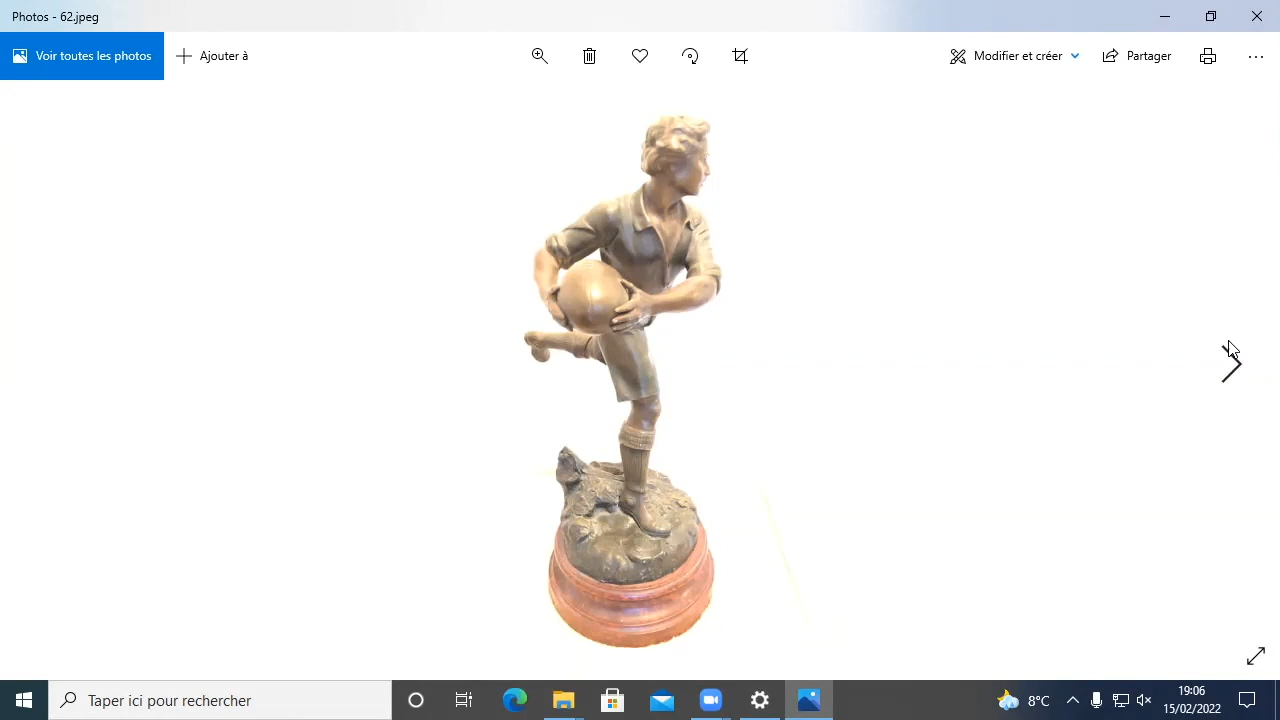 Photos - 62.jpeg
Voir toutes les photos
Ajouter à
Modifier et créer
Partager
Taper ici pour rechercher
8°C
19:06
15/02/2022